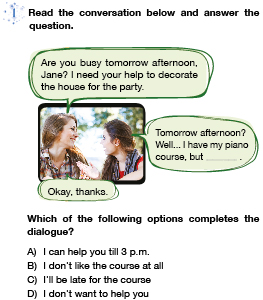 1 Read the conversation below and answer the
question.
Are you busy tomorrow afternoon,
Jane? I need your help to decorate
the house for the party.
Tomorrow afternoon?
Well... I have my piano
course, but ______ .
Okay, thanks.
Which of the following options completes the
dialogue?
A) I can help you till 3 p.m.
B) I don't like the course at all
C) I'll be late for the course
D) I don't want to help you